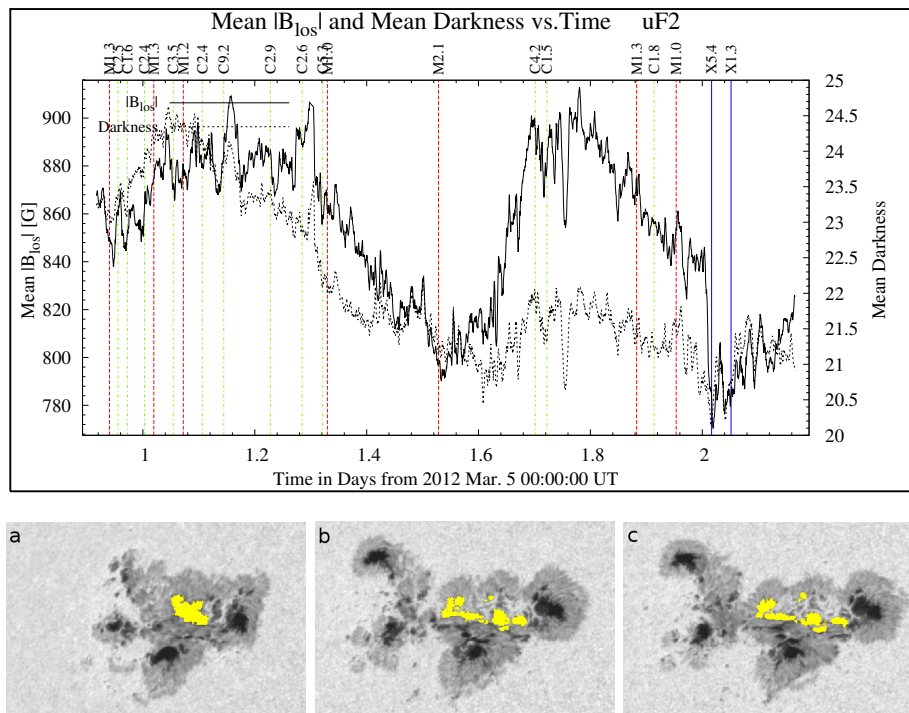 Mean |B_los| and Mean Darkness vs.Time uF2
M1.3
C1.6
C2.4
M1.3
C3.5
M1.2
C2.4
C9.2
C2.9
C2.6
M1.0
M2.1
C4.2
C1.5
M1.3
C1.8
M1.0
X5.4
X1.3
|B_los|
Darkness
Mean |B_los| [G]
900
880
860
840
820
800
780
25
24.5
24
23.5
23
22.5
22
21.5
21
20.5
20
Mean Darkness
1 1.2 1.4 1.6 1.8 2
Time in Days from 2012 Mar. 5 00:00:00 UT
a b c